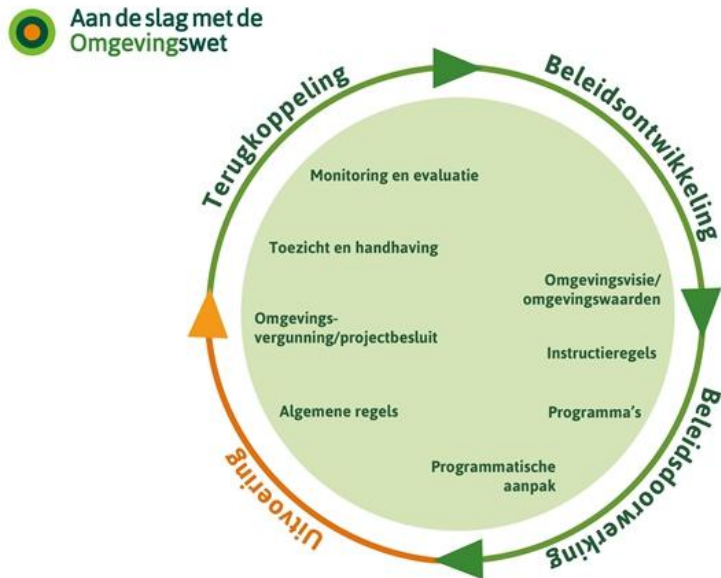 Aan de slag met de
Omgevingswet
Terugkoppeling
Beleidsontwikkeling
Monitoring en evaluatie
Toezicht en handhaving
Omgevingsvisie/
omgevingswaarden
Omgevings-
vergunning/projectbesluit
Instructieregels
Algemene regels
Programma's
Programmatische
aanpak
Uitvoering
Beleidsdoorwerking